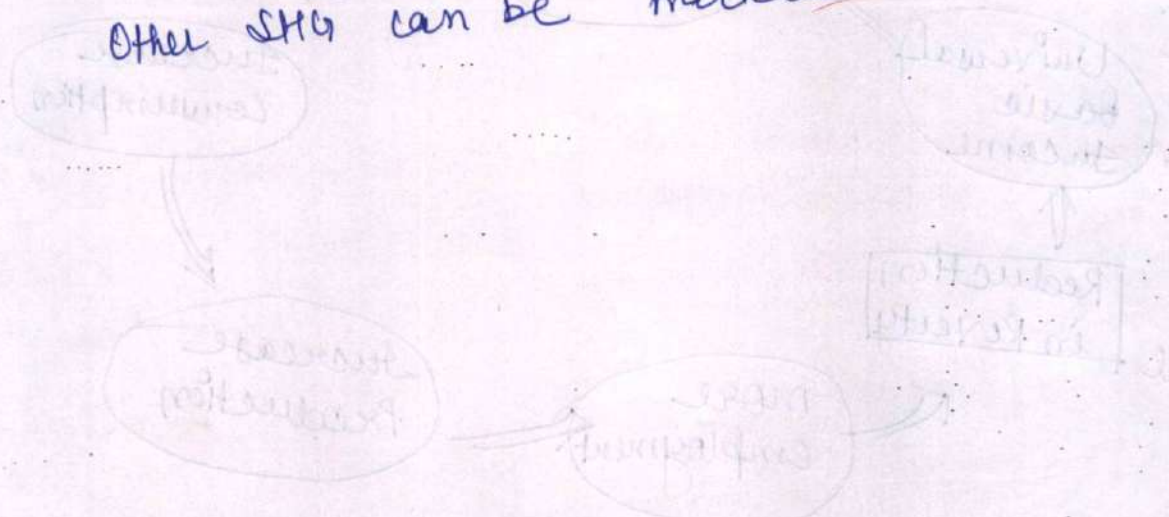 Other SHG can be
Increase
Consumption
Universal
Basic
Income.
Reduction
in Poverty
Increase
Production
more
employment